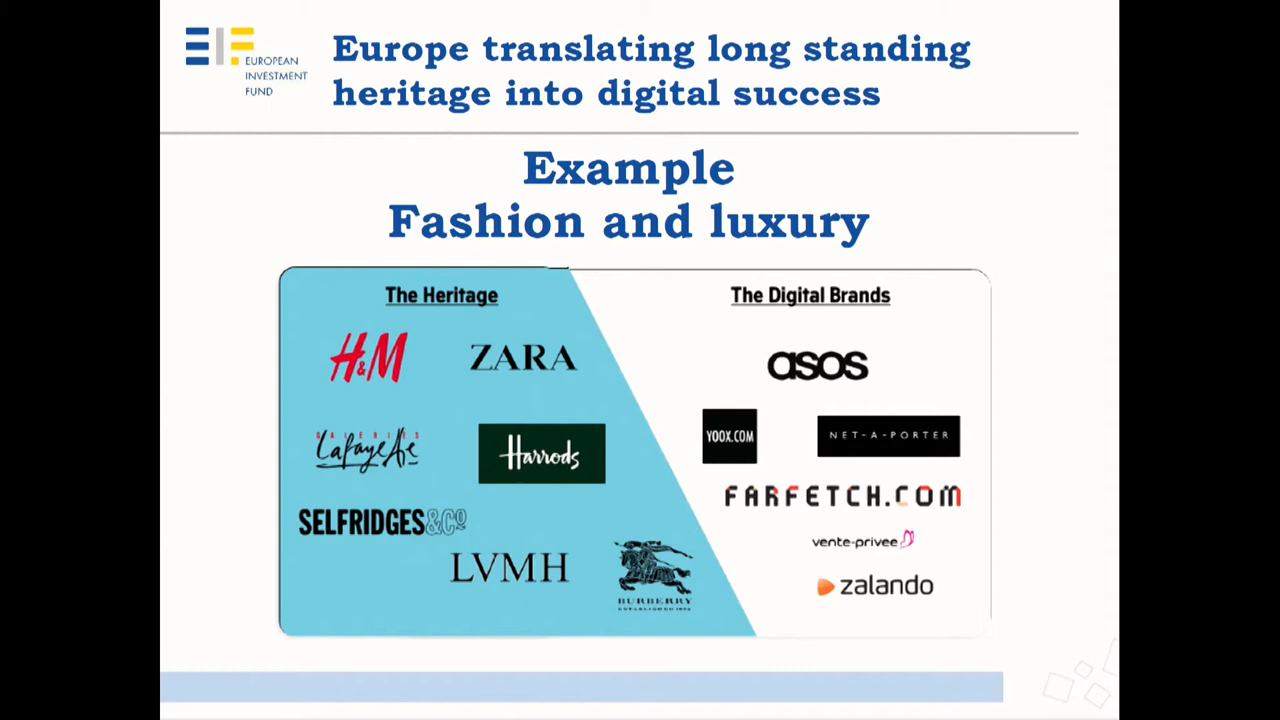 EUROPEAN
INVESTMENT
FUND
Europe translating long standing
heritage into digital success
Example
Fashion and luxury
The Heritage
H&M
ZARA
GALERIES
Lafayette
Harrods
SELFRIDGES&Co
LVMH
BURBERRY
The Digital Brands
asos
YOOX.COM
NET-A-PORTER
FARFETCH.COM
vente-privee
zalando